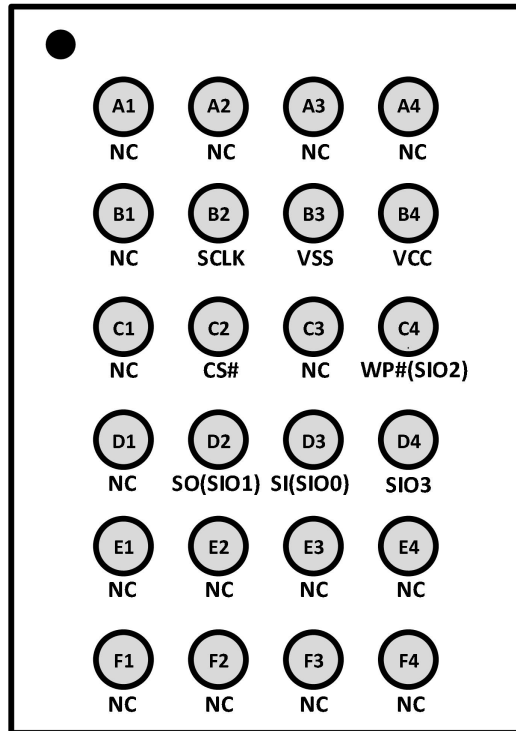 A1 A2 A3 A4
NC NC NC NC
B1 B2 B3 B4
NC SCLK VSS VCC
C1 C2 C3 C4
NC CS# NC WP#(SIO2)
D1 D2 D3 D4
NC SO(SIO1) SI(SIO0) SIO3
E1 E2 E3 E4
NC NC NC NC
F1 F2 F3 F4
NC NC NC NC